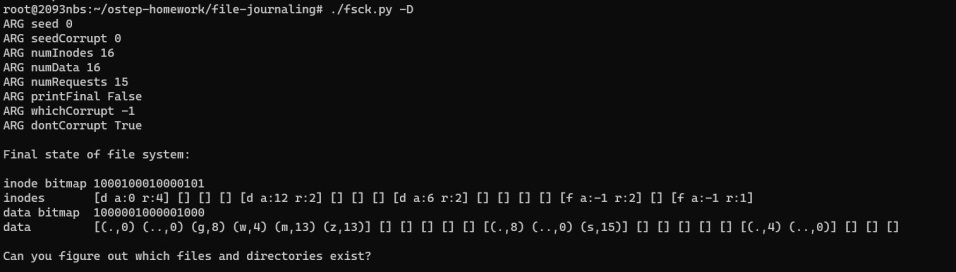 root@2093nbs:~/ostep-homework/file-journaling# ./fsck.py -D
ARG seed 0
ARG seedCorrupt 0
ARG numInodes 16
ARG numData 16
ARG numRequests 15
ARG printFinal False
ARG whichCorrupt -1
ARG dontCorrupt True
Final state of file system:
inode bitmap 1000100010000101
inodes [d a:0 r:4] [] [] [] [d a:12 r:2] [] [] [] [d a:6 r:2] [] [] [] [] [f a:-1 r:2] [] [f a:-1 r:1]
data bitmap 1000001000001000
data [(.,0) (..,0) (g,8) (w,4) (m,13) (z,13)] [] [] [] [] [] [(.,8) (..,0) (s,15)] [] [] [] [] [] [(.,4) (..,0)] [] [] []
Can you figure out which files and directories exist?